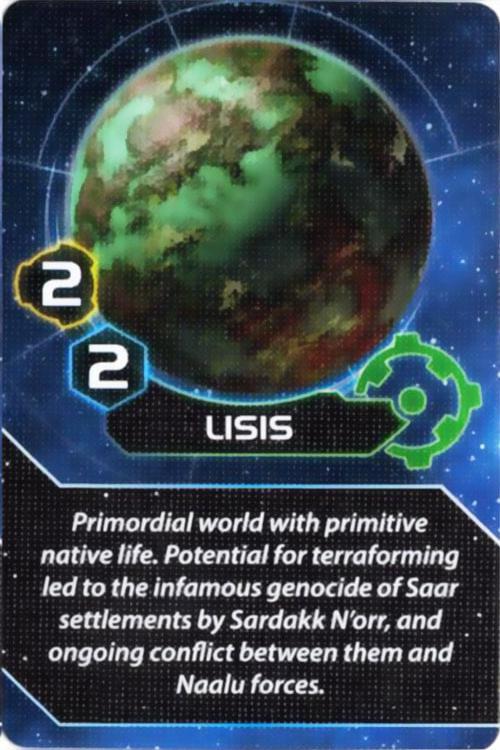 2
2
LISIS
Primordial world with primitive
native life. Potential for terraforming
led to the infamous genocide of Saar
settlements by Sardakk N'orr, and
ongoing conflict between them and
Naalu forces.